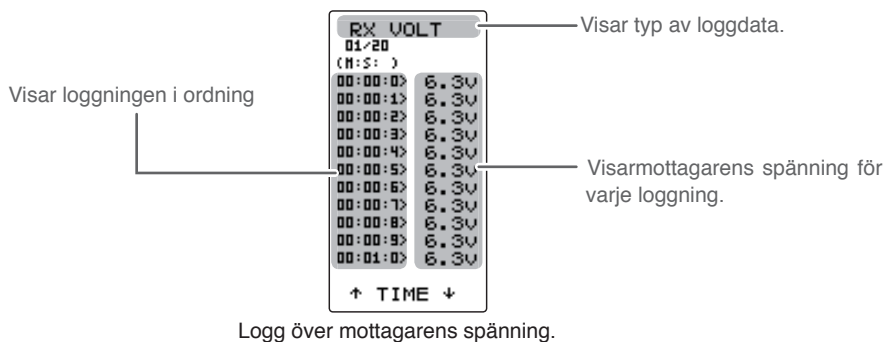 RX VOLT
Visar typ av loggdata.
01/20
(M:S: )
Visar loggningen i ordning
00:00:0> 6.3V
00:00:1> 6.3V
00:00:2> 6.3V
00:00:3> 6.3V
00:00:4> 6.3V
00:00:5> 6.3V
00:00:6> 6.3V
00:00:7> 6.3V
00:00:8> 6.3V
00:00:9> 6.3V
00:01:0> 6.3V
Visarmottagarens spänning för
varje loggning.
↑ TIME ↓
Logg över mottagarens spänning.